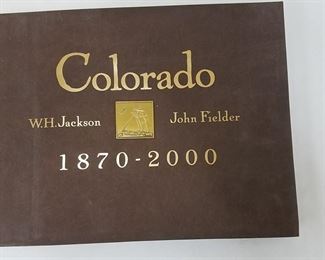 Colorado
W.H. Jackson John Fielder
1870-2000